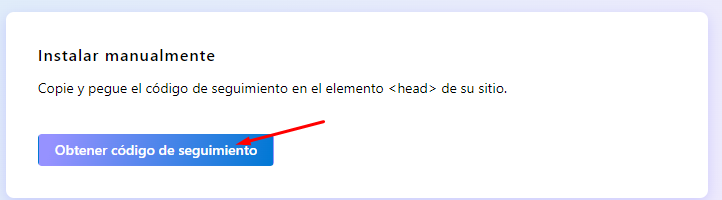 Instalar manualmente
Copie y pegue el código de seguimiento en el elemento <head> de su sitio.
Obtener código de seguimiento